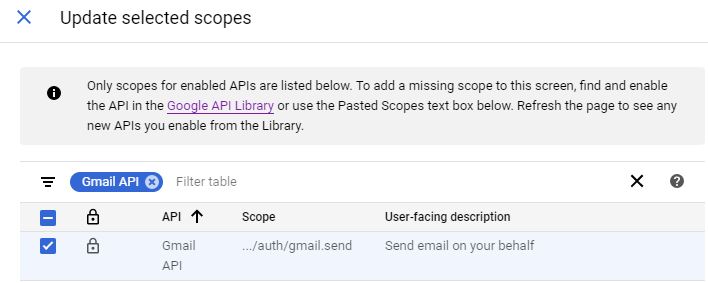 Update selected scopes
Only scopes for enabled APIs are listed below. To add a missing scope to this screen, find and enable
the API in the Google API Library or use the Pasted Scopes text box below. Refresh the page to see any
new APIs you enable from the Library.
Gmail API Filter table
API Scope User-facing description
Gmail .../auth/gmail.send Send email on your behalf
API